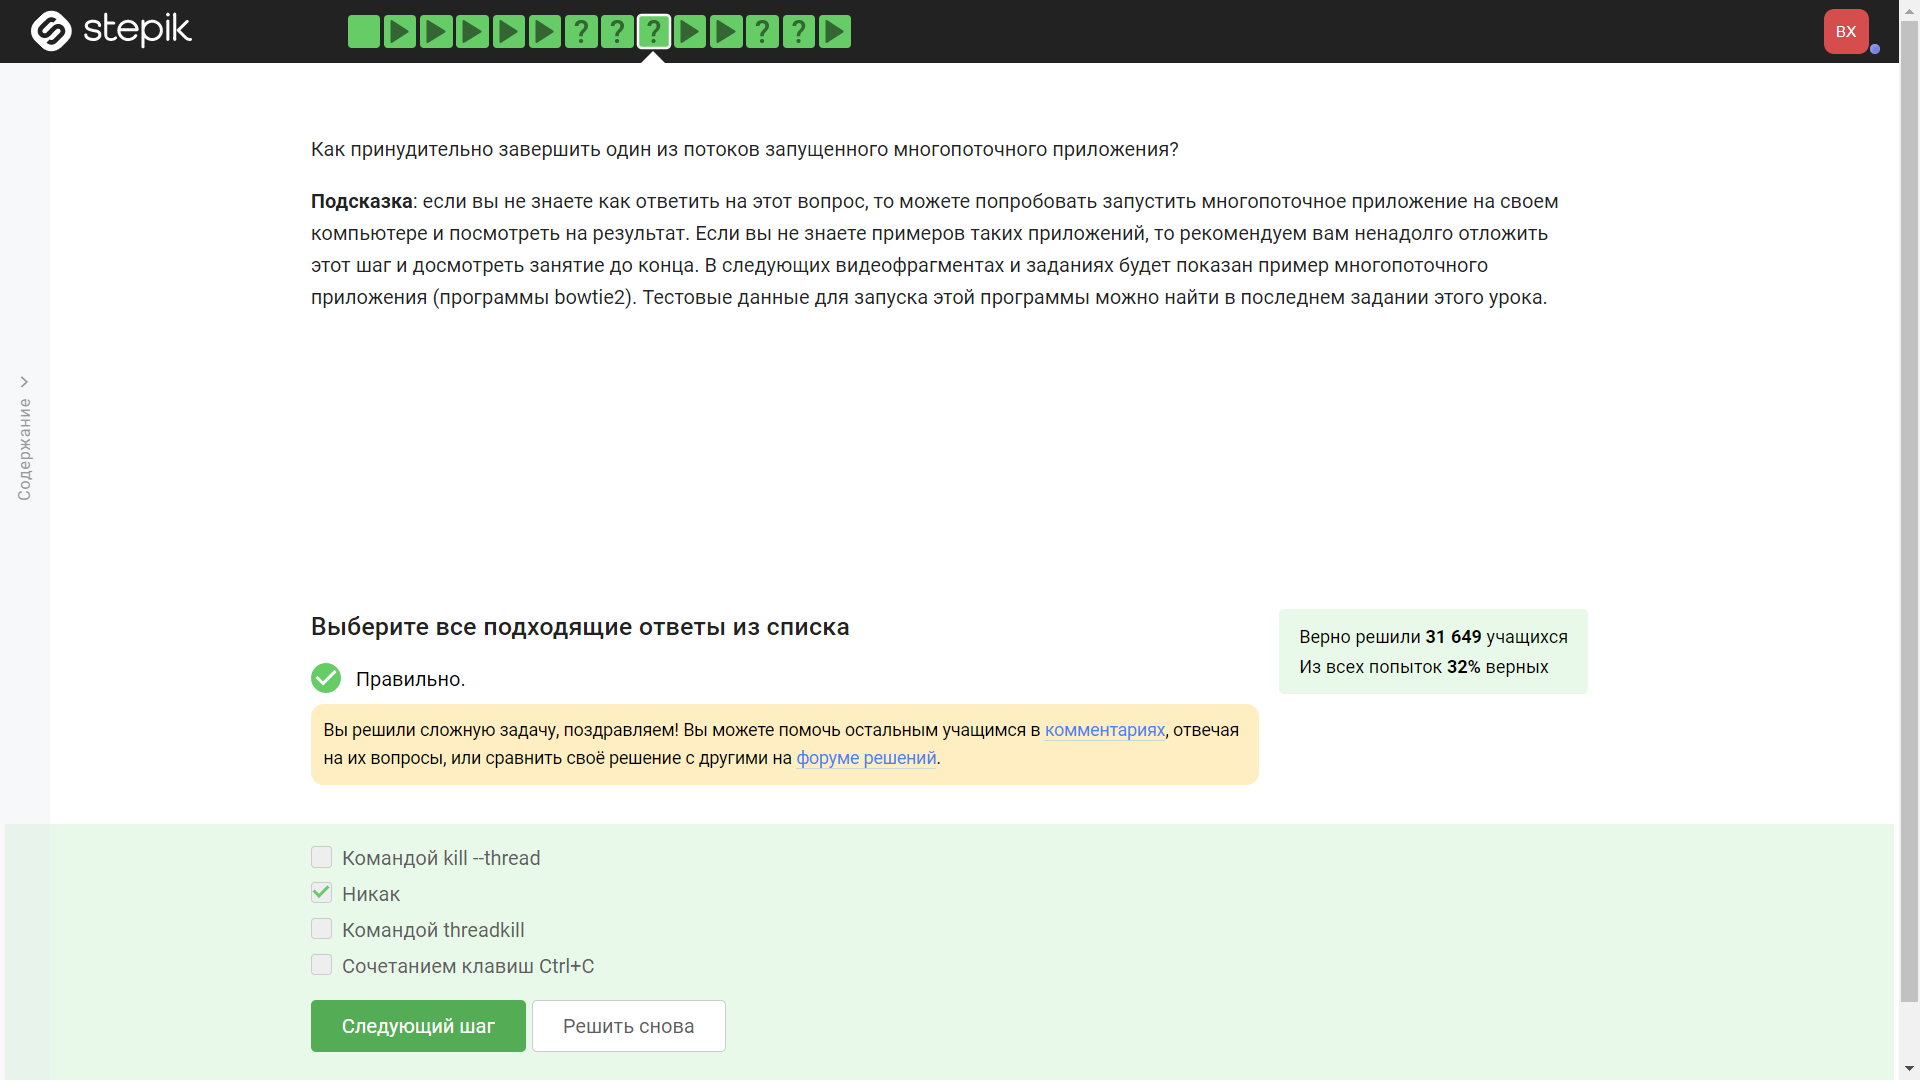 stepik
? ? ? ? ?
ВХ
Содержание
Как принудительно завершить один из потоков запущенного многопоточного приложения?
Подсказка: если вы не знаете как ответить на этот вопрос, то можете попробовать запустить многопоточное приложение на своем
компьютере и посмотреть на результат. Если вы не знаете примеров таких приложений, то рекомендуем вам ненадолго отложить
этот шаг и досмотреть занятие до конца. В следующих видеофрагментах и заданиях будет показан пример многопоточного
приложения (программы bowtie2). Тестовые данные для запуска этой программы можно найти в последнем задании этого урока.
Выберите все подходящие ответы из списка
Верно решили 31 649 учащихся
Из всех попыток 32% верных
Правильно.
Вы решили сложную задачу, поздравляем! Вы можете помочь остальным учащимся в комментариях, отвечая
на их вопросы, или сравнить своё решение с другими на форуме решений.
Командой kill --thread
Никак
Командой threadkill
Сочетанием клавиш Ctrl+C
Следующий шаг
Решить снова